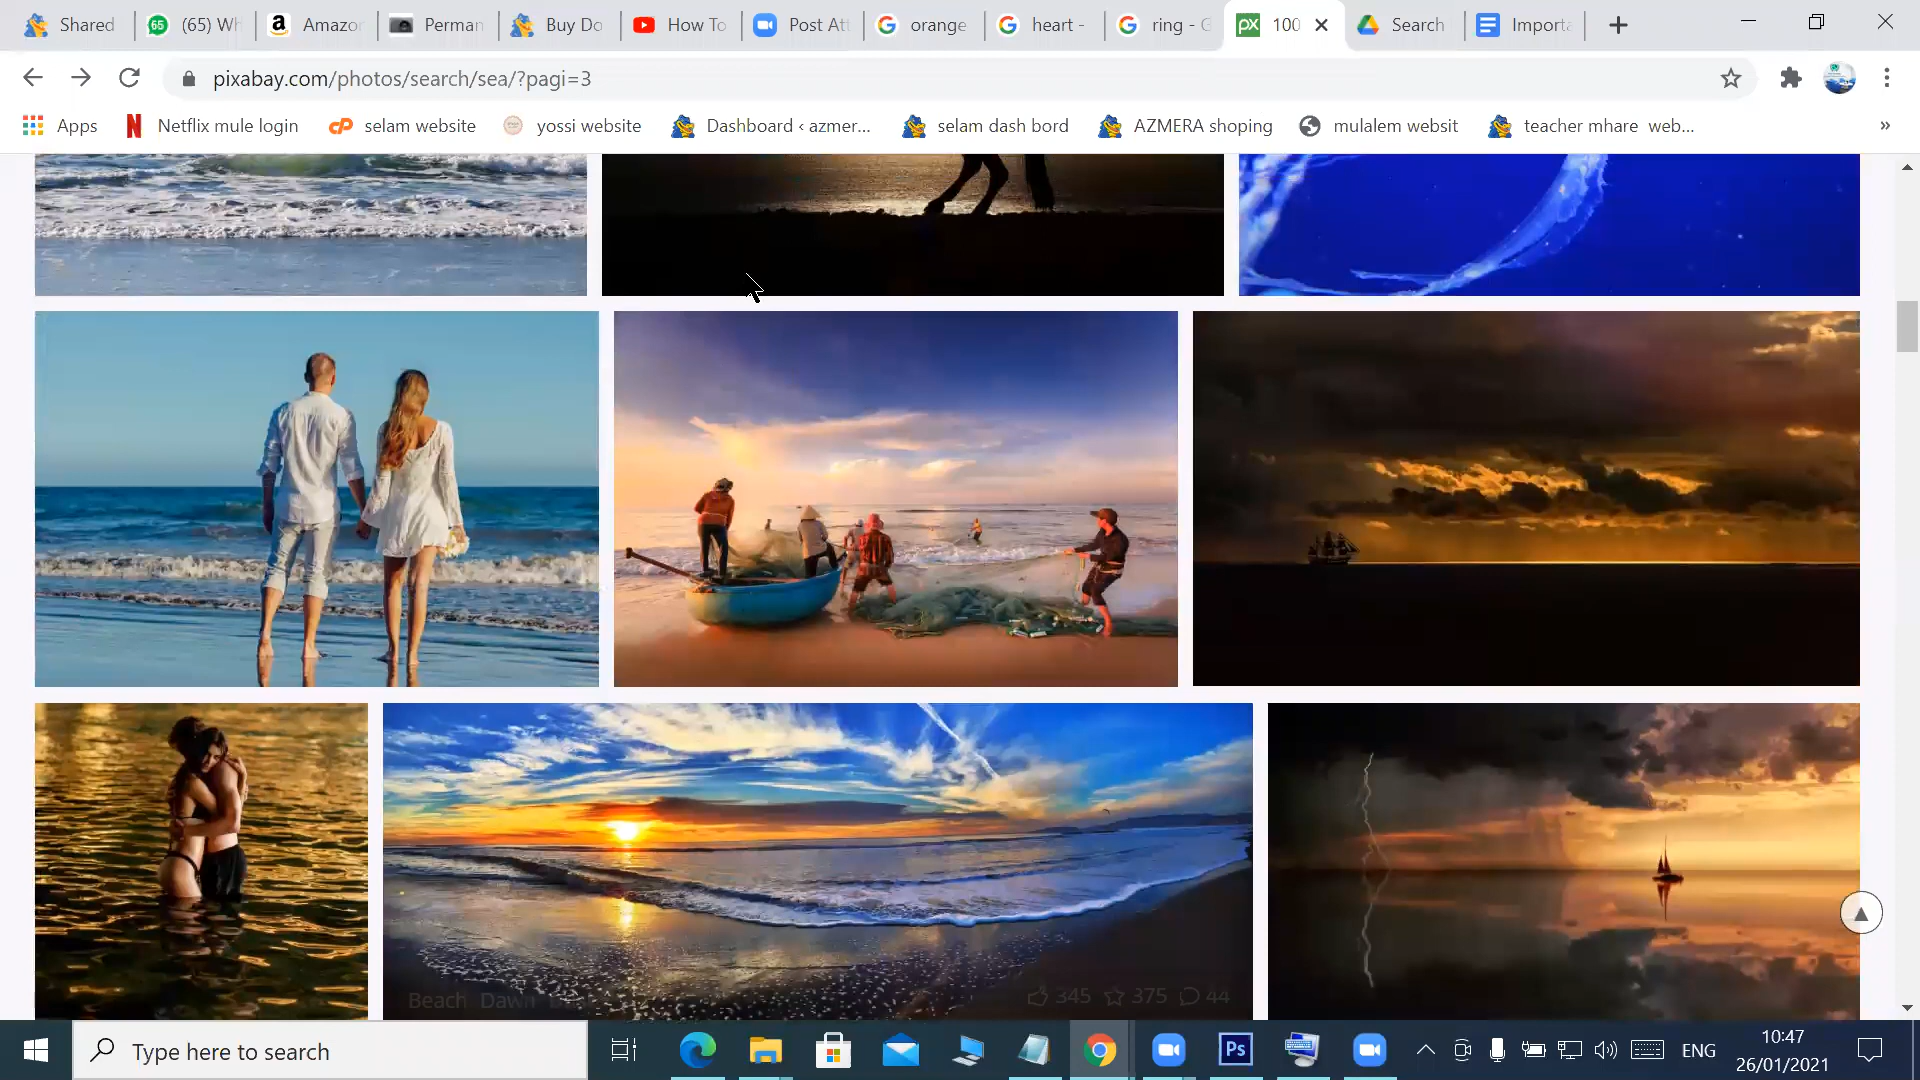 Shared
(65) Wh
Amazo
Perman
Buy Do
How To
Post Att
orange
heart -
ring - G
100
Search
Importa
pixabay.com/photos/search/sea/?pagi=3
Apps
Netflix mule login
selam website
yossi website
Dashboard ‹ azmer...
selam dash bord
AZMERA shoping
mulalem websit
teacher mhare web...
»
Beach Dawn
345 375 44
Type here to search
Ps
ENG
10:47
26/01/2021